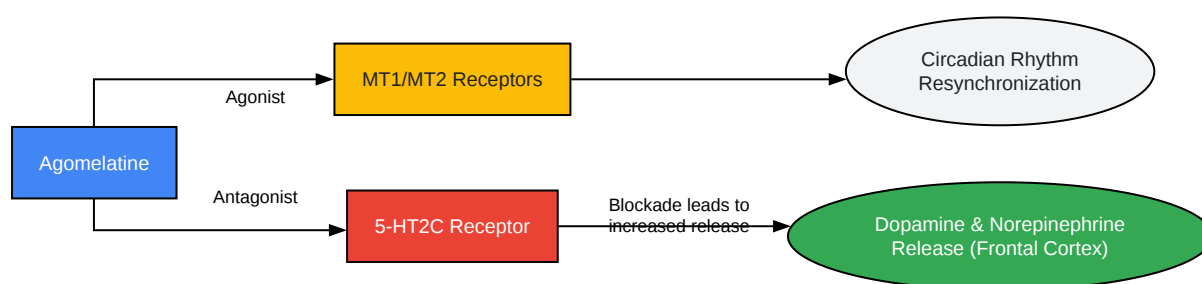 Agomelatine
Agonist
MT1/MT2 Receptors
Circadian Rhythm
Resynchronization
Antagonist
5-HT2C Receptor
Blockade leads to
increased release
Dopamine & Norepinephrine
Release (Frontal Cortex)